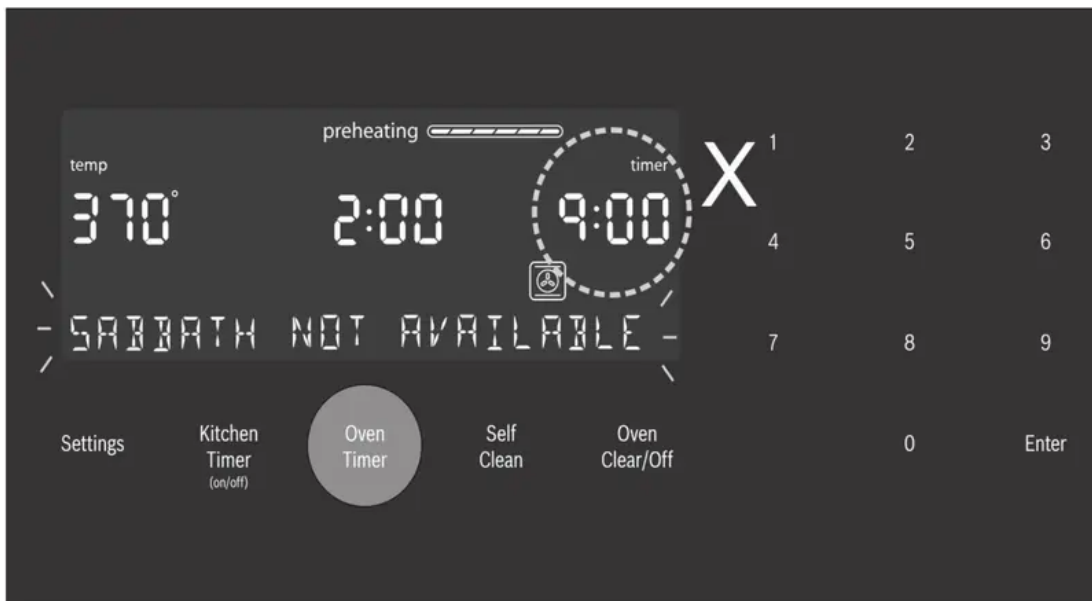 preheating
temp
timer
370°
2:00
9:00
X
SABBATH NOT AVAILABLE
1 2 3
4 5 6
7 8 9
0 Enter
Settings
Kitchen
Timer
(on/off)
Oven
Timer
Self
Clean
Oven
Clear/Off